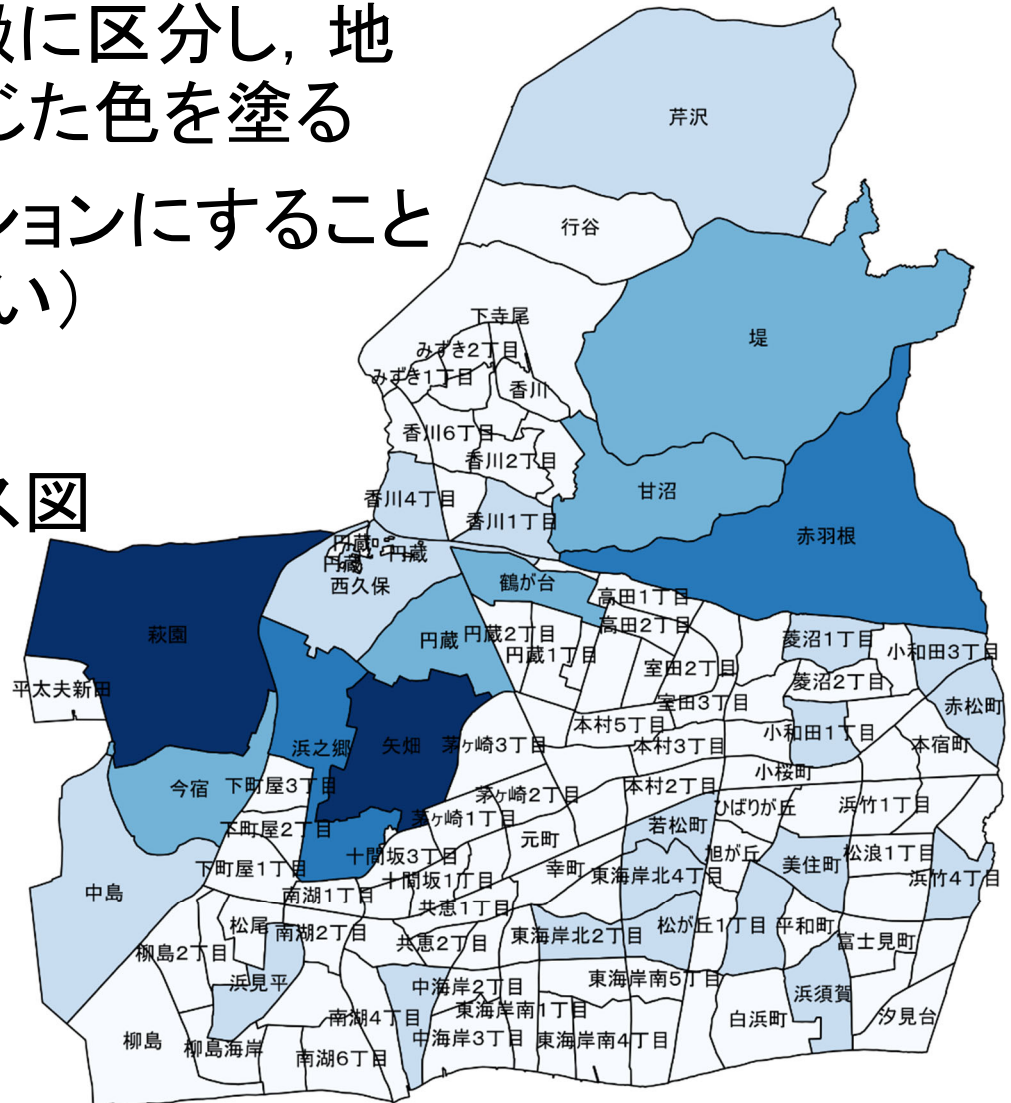 級に区分し，地
じた色を塗る
ションにすること
い）
ス図
芹沢
行谷
堤
下寺尾
みずき2丁目
みずき1丁目
香川
香川6丁目
香川2丁目
甘沼
香川4丁目
香川1丁目
赤羽根
円蔵
円蔵
円蔵
西久保
鶴が台
高田1丁目
高田2丁目
萩園
円蔵
円蔵2丁目
円蔵1丁目
菱沼1丁目
小和田3丁目
室田2丁目
菱沼2丁目
平太夫新田
室田3丁目
赤松町
本村5丁目
小和田1丁目
浜之郷
矢畑
茅ヶ崎3丁目
本村3丁目
本宿町
小桜町
今宿
下町屋3丁目
本村2丁目
茅ヶ崎2丁目
ひばりが丘
浜竹1丁目
茅ヶ崎1丁目
下町屋2丁目
若松町
元町
十間坂3丁目
旭が丘
松浪1丁目
下町屋1丁目
美住町
幸町
東海岸北4丁目
浜竹4丁目
十間坂1丁目
中島
南湖1丁目
共恵1丁目
松尾
南湖2丁目
共恵2丁目
東海岸北2丁目
松が丘1丁目
平和町
富士見町
柳島2丁目
浜見平
中海岸2丁目
東海岸南5丁目
浜須賀
東海岸南1丁目
南湖4丁目
白浜町
汐見台
柳島
柳島海岸
中海岸3丁目
東海岸南4丁目
南湖6丁目